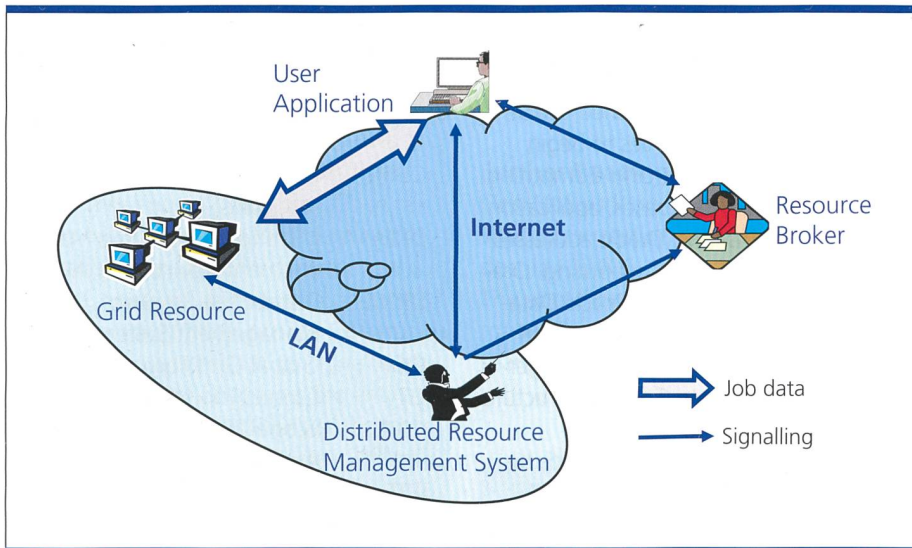 User
Application
Internet
Resource
Broker
Grid Resource
LAN
Distributed Resource
Management System
Job data
Signalling